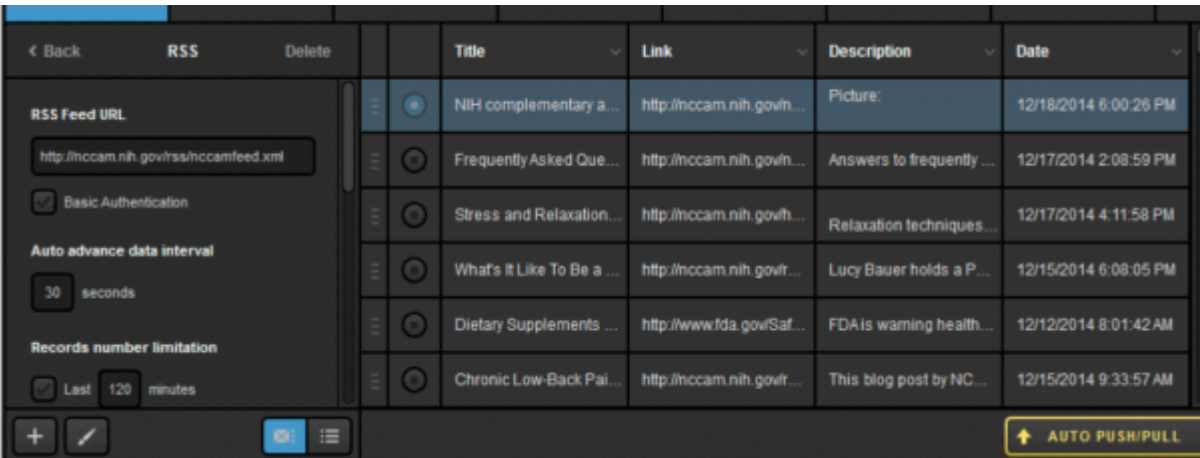 Back RSS Delete
RSS Feed URL
http://nccam.nih.gov/rss/nccamfeed.xml
Basic Authentication
Auto advance data interval
30 seconds
Records number limitation
Last 120 minutes
Title Link Description Date
NIH complementary a... http://nccam.nih.gov/n... Picture: 12/18/2014 6:00:26 PM
Frequently Asked Que... http://nccam.nih.gov/n... Answers to frequently ... 12/17/2014 2:08:59 PM
Stress and Relaxation... http://nccam.nih.gov/h... Relaxation techniques... 12/17/2014 4:11:58 PM
What's It Like To Be a ... http://nccam.nih.gov/r... Lucy Bauer holds a P... 12/15/2014 6:08:05 PM
Dietary Supplements ... http://www.fda.gov/Saf... FDA is warning health... 12/12/2014 8:01:42 AM
Chronic Low-Back Pai... http://nccam.nih.gov/r... This blog post by NC... 12/15/2014 9:33:57 AM
AUTO PUSH/PULL